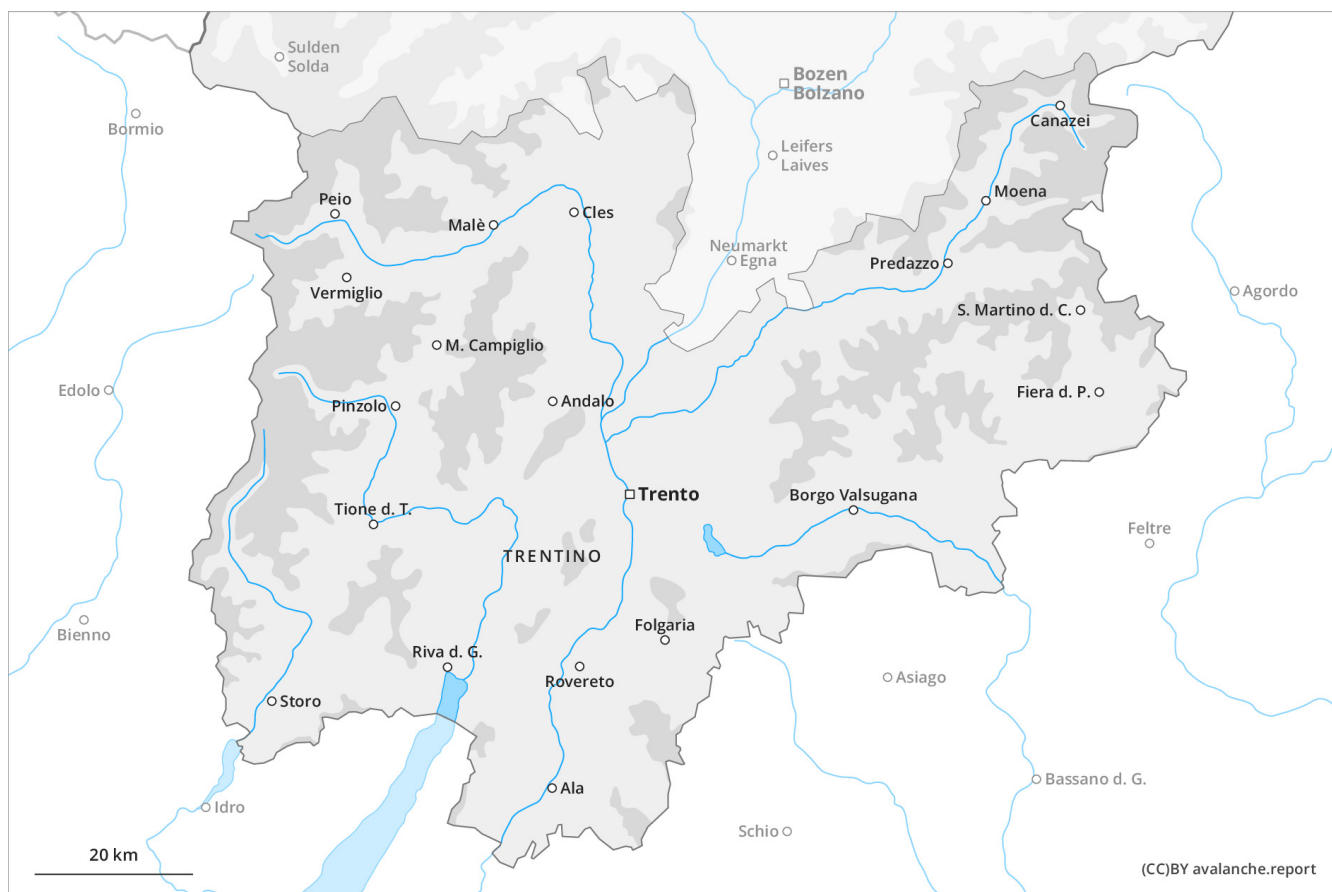 Sulden
Solda
Bozen
Bolzano
Bormio
Canazei
Leifers
Laives
Moena
Peio
Malè
Cles
Neumarkt
Egna
Predazzo
Vermiglio
Agordo
S. Martino d. C.
M. Campiglio
Edolo
Pinzolo
Andalo
Fiera d. P.
Trento
Borgo Valsugana
Tione d. T.
Feltre
TRENTINO
Bienno
Folgaria
Riva d. G.
Rovereto
Asiago
Storo
Bassano d. G.
Ala
Idro
Schio
20 km
(CC)BY avalanche.report